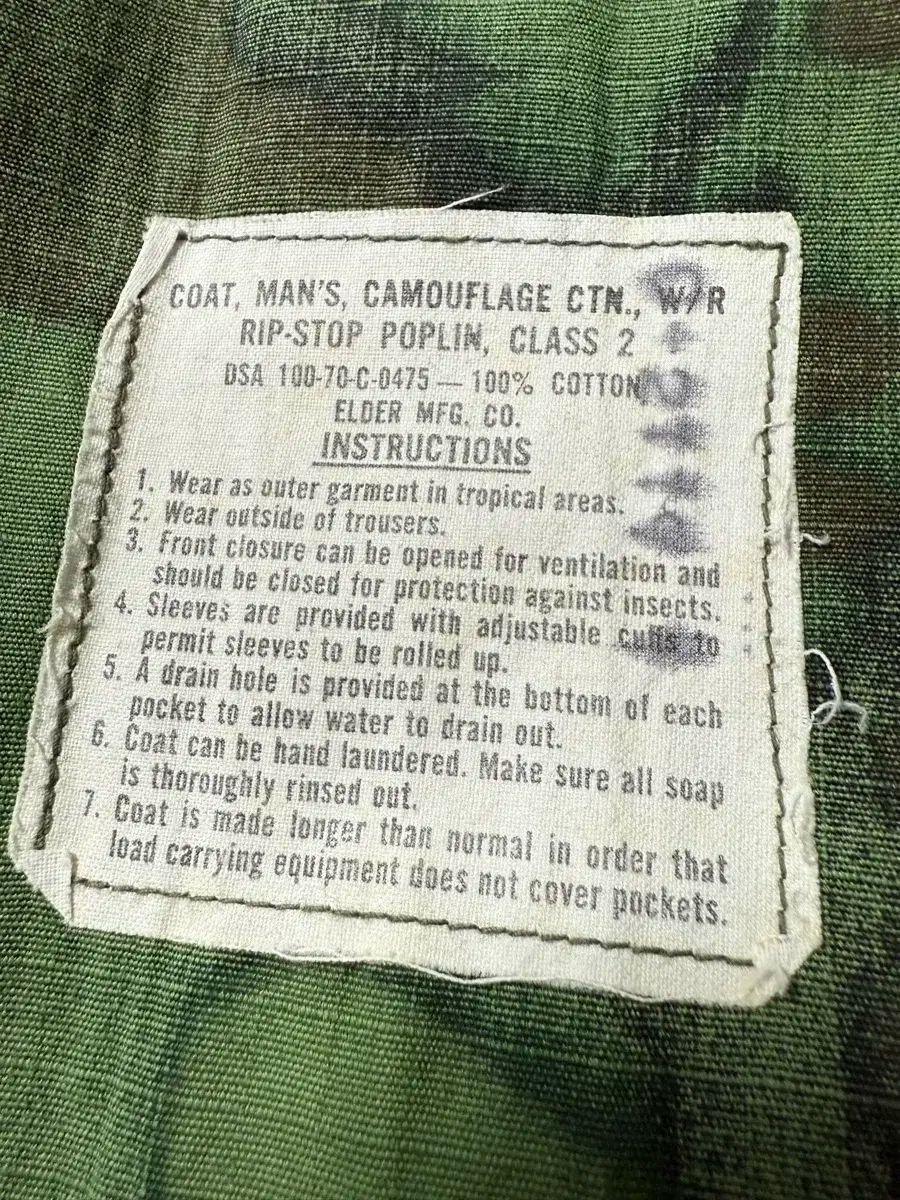 COAT, MAN'S, CAMOUFLAGE CTN., W/R
RIP-STOP POPLIN, CLASS 2
DSA 100-70-C-0475 — 100% COTTON
ELDER MFG. CO.
INSTRUCTIONS
1. Wear as outer garment in tropical areas.
2. Wear outside of trousers.
3. Front closure can be opened for ventilation and
should be closed for protection against insects.
4. Sleeves are provided with adjustable cuffs to
permit sleeves to be rolled up.
5. A drain hole is provided at the bottom of each
pocket to allow water to drain out.
6. Coat can be hand laundered. Make sure all soap
is thoroughly rinsed out.
7. Coat is made longer than normal in order that
load carrying equipment does not cover pockets.